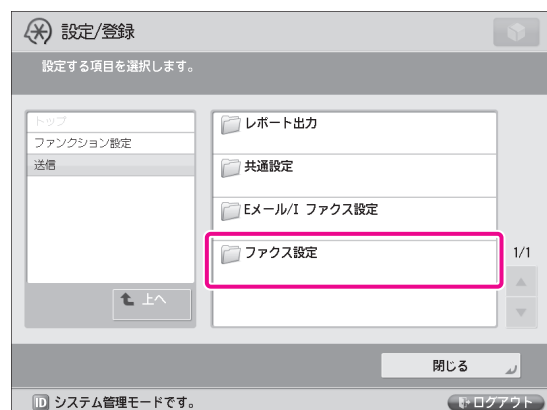 設定/登録
設定する項目を選択します。
トップ
ファンクション設定
送信
上へ
レポート出力
共通設定
Eメール/I ファクス設定
ファクス設定
1/1
閉じる
ID システム管理モードです。
ログアウト